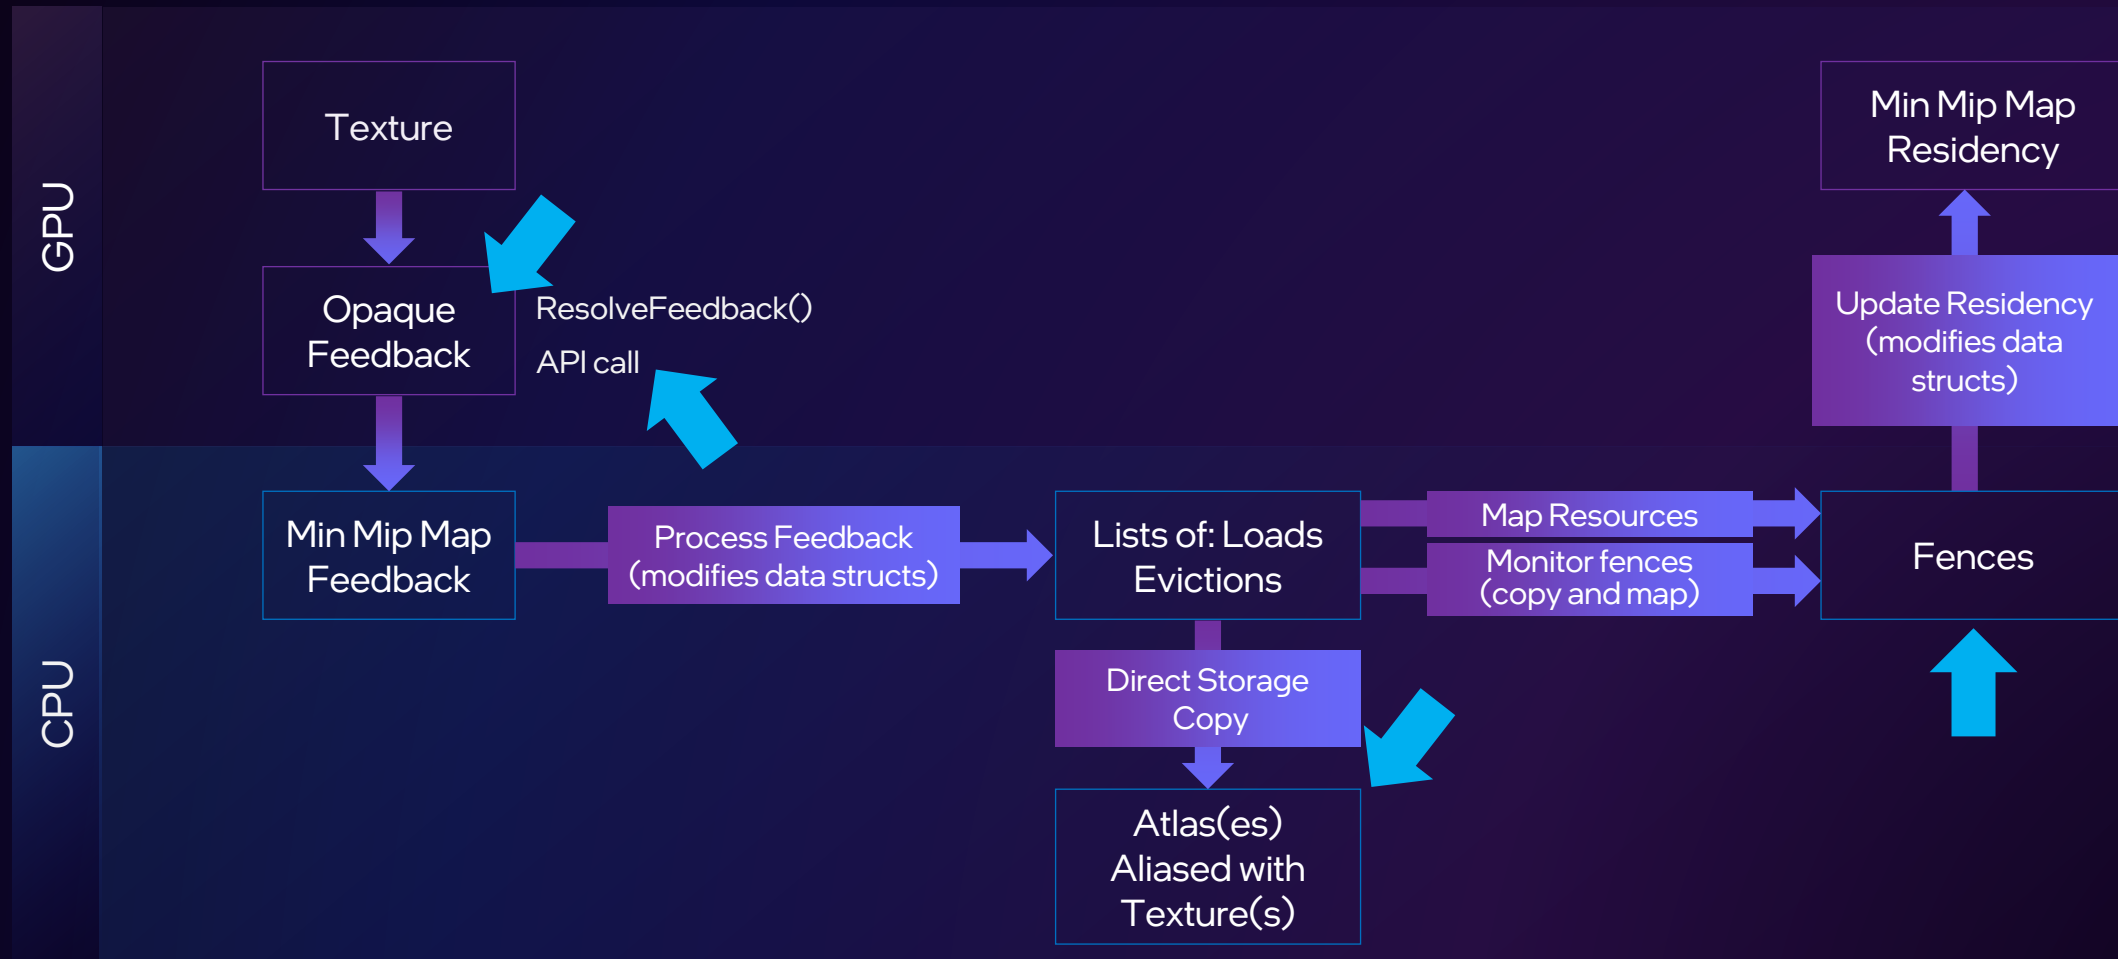 GPU
Texture
Opaque
Feedback
ResolveFeedback()
API call
Min Mip Map
Residency
Update Residency
(modifies data
structs)
CPU
Min Mip Map
Feedback
Process Feedback
(modifies data structs)
Lists of: Loads
Evictions
Map Resources
Monitor fences
(copy and map)
Fences
Direct Storage
Copy
Atlas(es)
Aliased with
Texture(s)